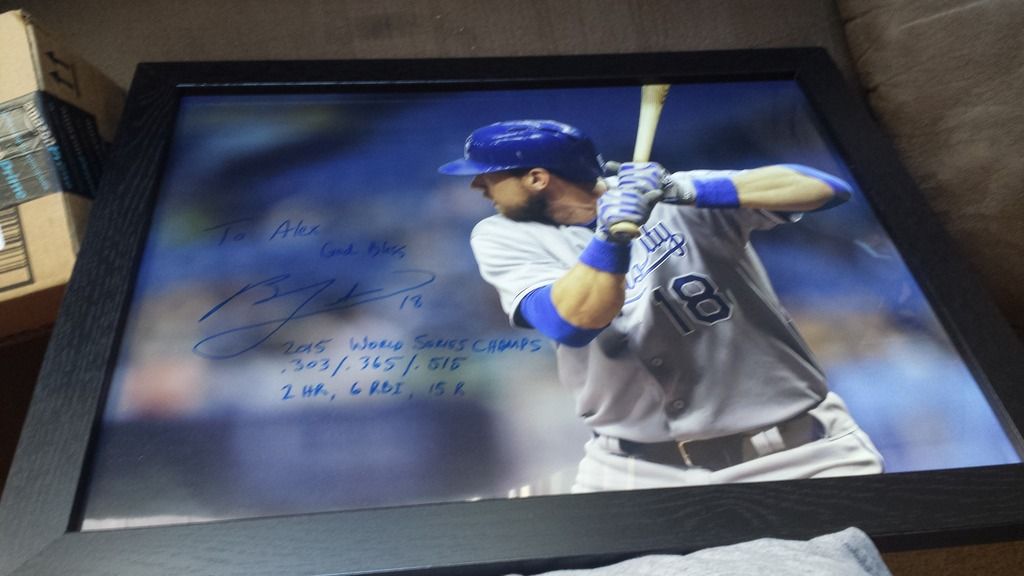 To Alex
God Bless
18
2015 WORLD SERIES CHAMPS
.303/.365/.515
2 HR, 6 RBI, 15 R
18